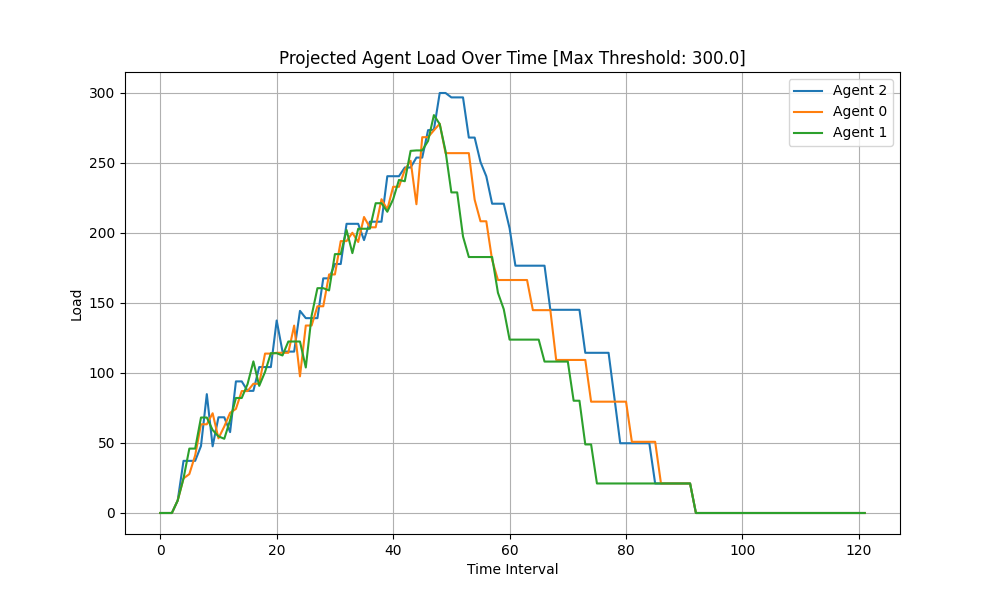 Projected Agent Load Over Time [Max Threshold: 300.0]
Agent 2
Agent 0
Agent 1
300
250
200
150
100
50
0
Load
0 20 40 60 80 100 120
Time Interval